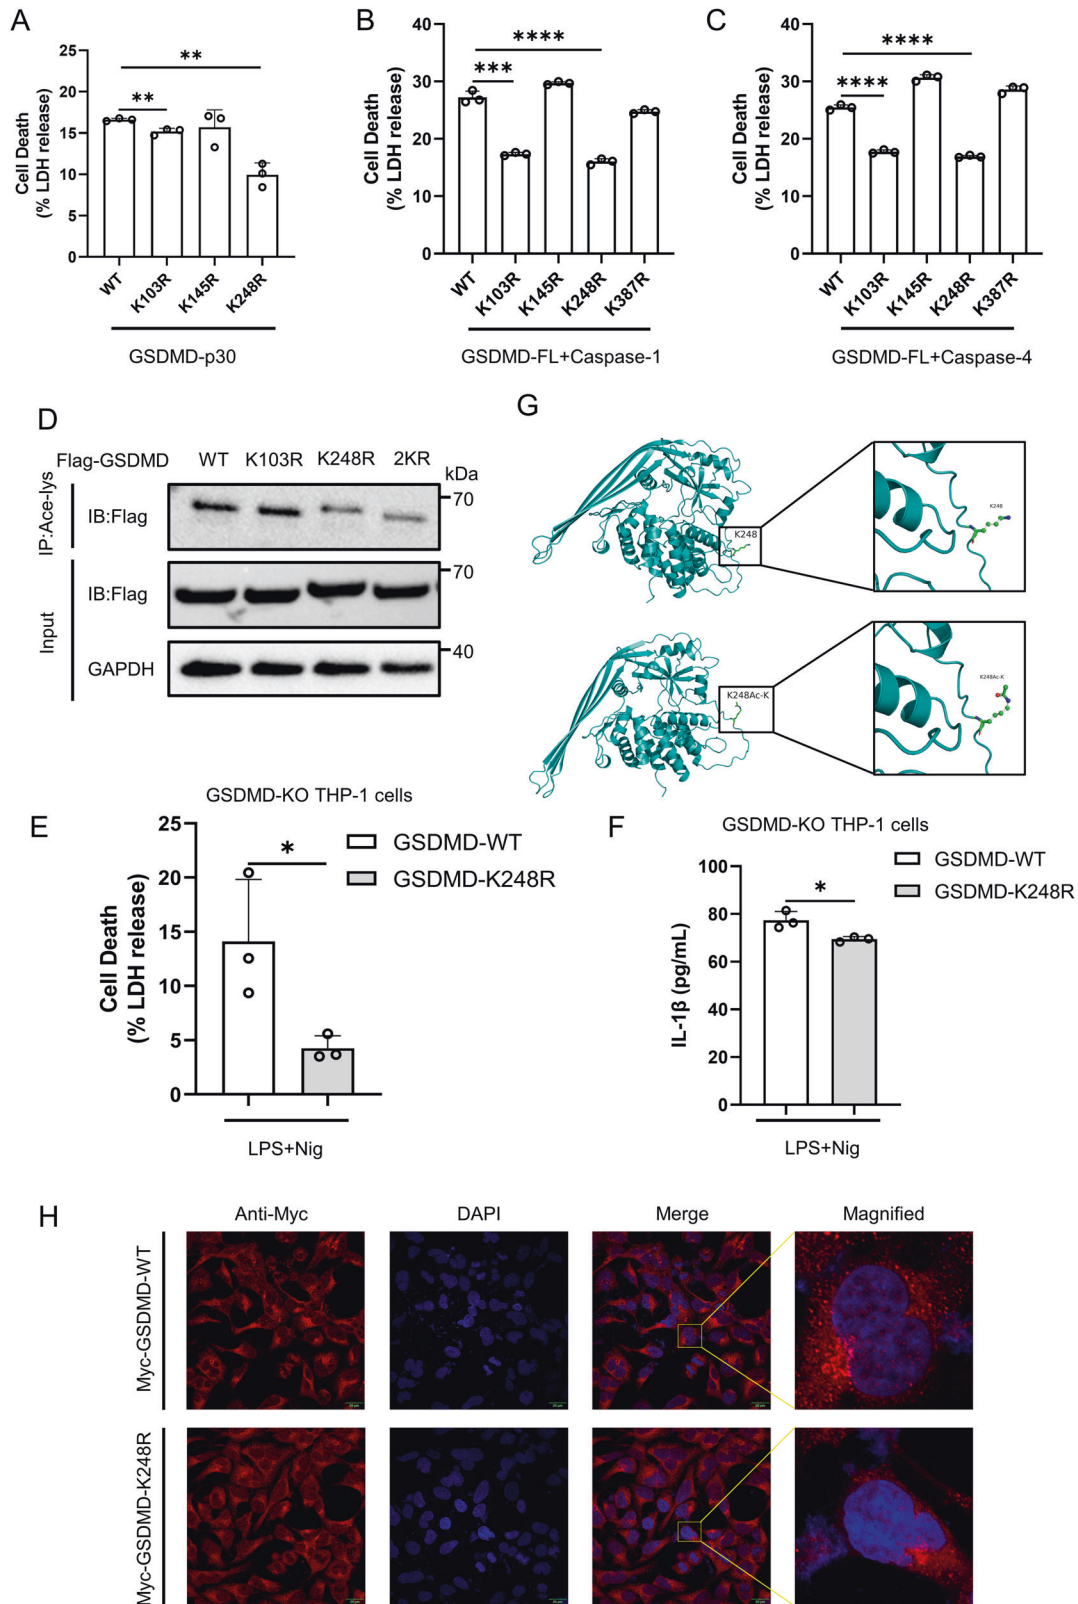 A
Cell Death
(% LDH release)
25
20
15
10
5
0
**
**
WT
K103R
K145R
K248R
GSDMD-p30
B
Cell Death
(% LDH release)
40
30
20
10
0
****
***
WT
K103R
K145R
K248R
K387R
GSDMD-FL+Caspase-1
C
Cell Death
(% LDH release)
40
30
20
10
0
****
****
WT
K103R
K145R
K248R
K387R
GSDMD-FL+Caspase-4
D
Flag-GSDMD WT K103R K248R 2KR
kDa
IP:Ace-lys
IB:Flag
70
Input
IB:Flag
70
GAPDH
40
G
K248
K248
K248Ac-K
K248Ac-K
E
GSDMD-KO THP-1 cells
Cell Death
(% LDH release)
25
20
15
10
5
0
*
GSDMD-WT
GSDMD-K248R
LPS+Nig
F
GSDMD-KO THP-1 cells
IL-1β (pg/mL)
100
80
60
40
20
0
*
GSDMD-WT
GSDMD-K248R
LPS+Nig
H
Anti-Myc DAPI Merge Magnified
Myc-GSDMD-WT
Myc-GSDMD-K248R